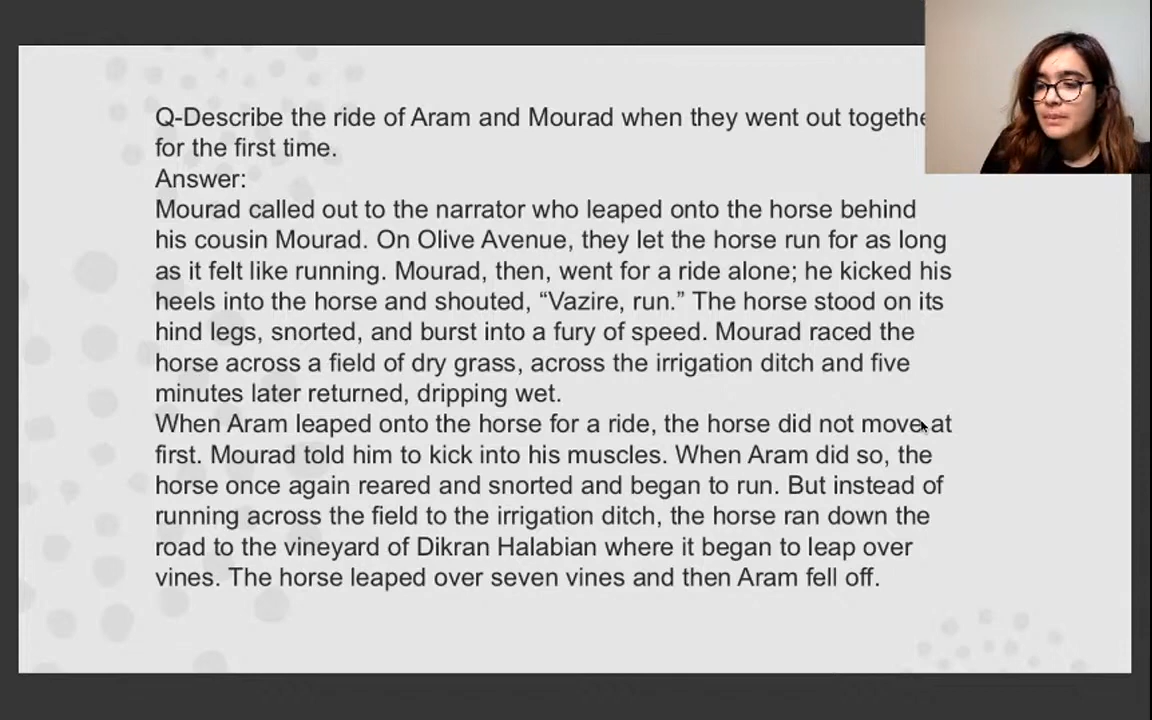 Q-Describe the ride of Aram and Mourad when they went out togethe
for the first time.
Answer:
Mourad called out to the narrator who leaped onto the horse behind
his cousin Mourad. On Olive Avenue, they let the horse run for as long
as it felt like running. Mourad, then, went for a ride alone; he kicked his
heels into the horse and shouted, “Vazire, run.” The horse stood on its
hind legs, snorted, and burst into a fury of speed. Mourad raced the
horse across a field of dry grass, across the irrigation ditch and five
minutes later returned, dripping wet.
When Aram leaped onto the horse for a ride, the horse did not move at
first. Mourad told him to kick into his muscles. When Aram did so, the
horse once again reared and snorted and began to run. But instead of
running across the field to the irrigation ditch, the horse ran down the
road to the vineyard of Dikran Halabian where it began to leap over
vines. The horse leaped over seven vines and then Aram fell off.